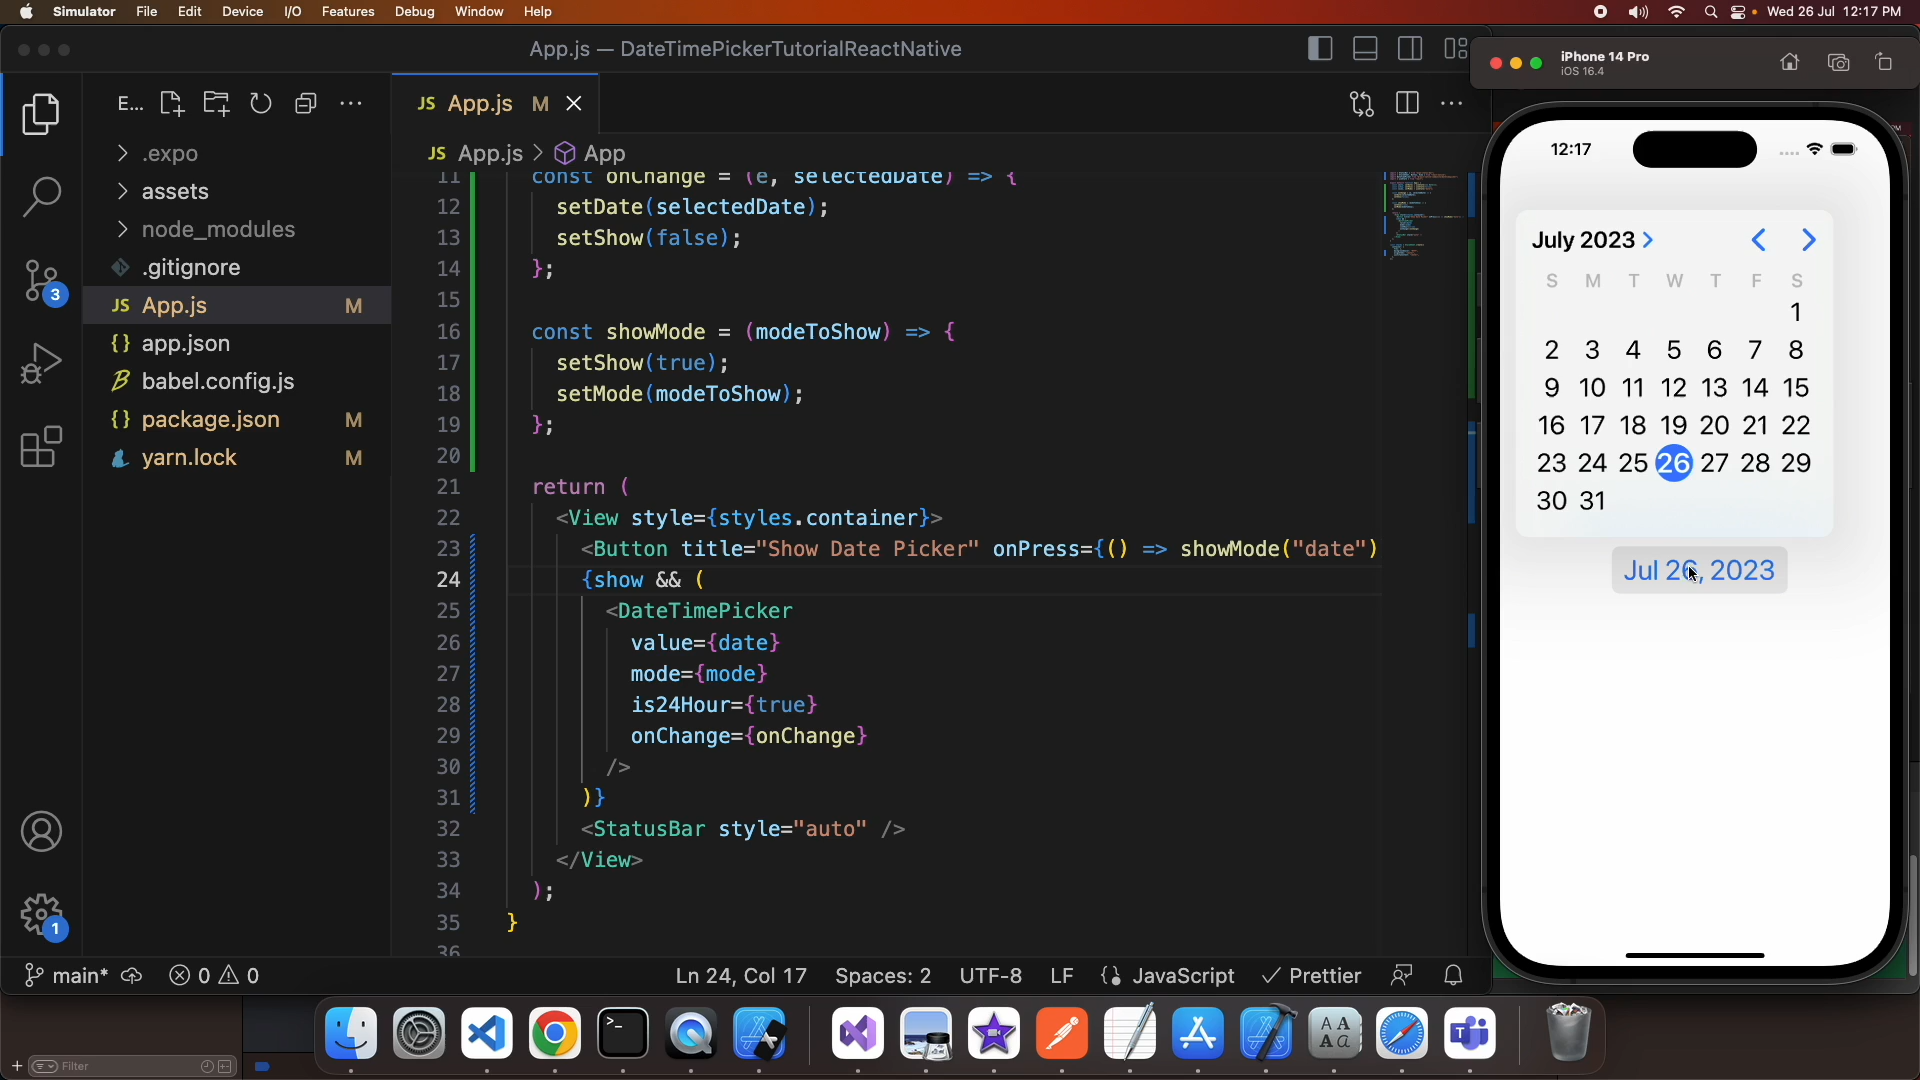 Simulator File Edit Device I/O Features Debug Window Help
Wed 26 Jul 12:17 PM
App.js — DateTimePickerTutorialReactNative
iPhone 14 Pro
iOS 16.4
E...
JS App.js M
JS App.js > App
.expo
assets
node_modules
.gitignore
JS App.js M
{} app.json
babel.config.js
{} package.json M
yarn.lock M
3
1
11 const onChange = (e, selectedDate) => {
12 setDate(selectedDate);
13 setShow(false);
14 };
15
16 const showMode = (modeToShow) => {
17 setShow(true);
18 setMode(modeToShow);
19 };
20
21 return (
22 <View style={styles.container}>
23 <Button title="Show Date Picker" onPress={() => showMode("date")
24 {show && (
25 <DateTimePicker
26 value={date}
27 mode={mode}
28 is24Hour={true}
29 onChange={onChange}
30 />
31 )}
32 <StatusBar style="auto" />
33 </View>
34 );
35 }
36
12:17
July 2023 >
S M T W T F S
1
2 3 4 5 6 7 8
9 10 11 12 13 14 15
16 17 18 19 20 21 22
23 24 25 26 27 28 29
30 31
Jul 26, 2023
main* 0 0
Ln 24, Col 17 Spaces: 2 UTF-8 LF {} JavaScript Prettier
+ Filter